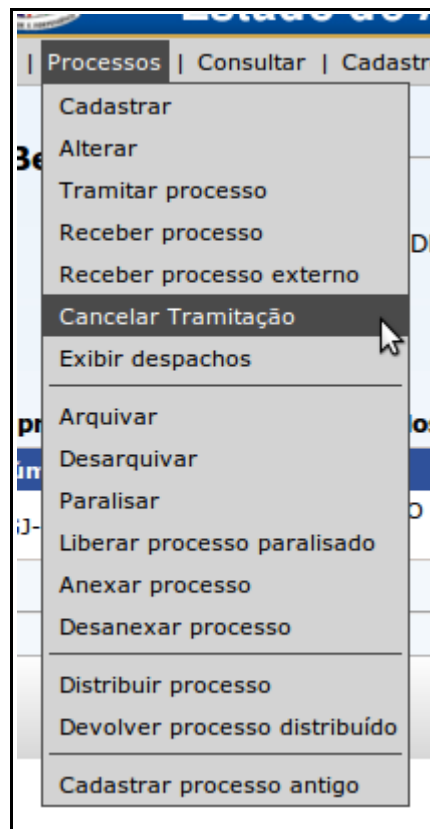 | Processos | Consultar | Cadastr
Cadastrar
Alterar
Tramitar processo
Receber processo
Receber processo externo
Cancelar Tramitação
Exibir despachos
Arquivar
Desarquivar
Paralisar
Liberar processo paralisado
Anexar processo
Desanexar processo
Distribuir processo
Devolver processo distribuído
Cadastrar processo antigo